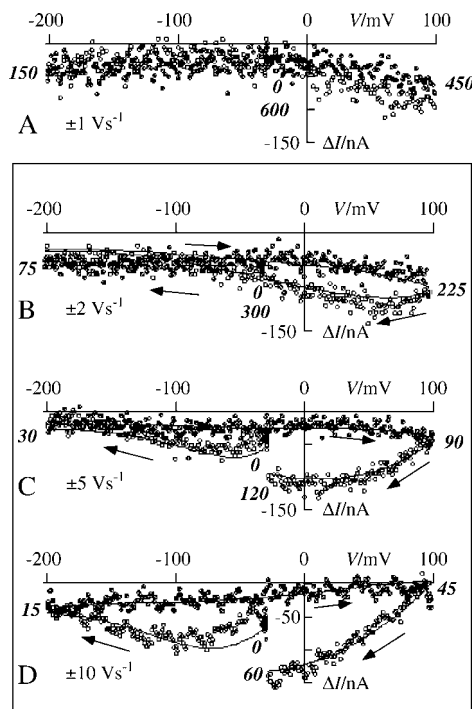 -200 -100 0 V/mV 100
150 0 450
600
A ±1 Vs-1 -150 ΔI/nA
-200 -100 0 V/mV 100
75 0 225
B ±2 Vs-1 300
-150 ΔI/nA
-200 -100 0 V/mV 100
30 0 90
C ±5 Vs-1 120
-150 ΔI/nA
-200 -100 0 V/mV 100
15 -50 45
0
D ±10 Vs-1 60 ΔI/nA